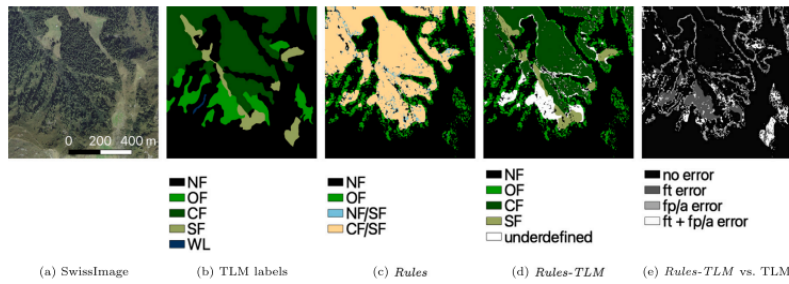 0 200 400 m
NF
OF
CF
SF
WL
NF
OF
NF/SF
CF/SF
NF
OF
CF
SF
underdefined
no error
ft error
fp/a error
ft + fp/a error
(a) SwissImage
(b) TLM labels
(c) Rules
(d) Rules-TLM
(e) Rules-TLM vs. TLM